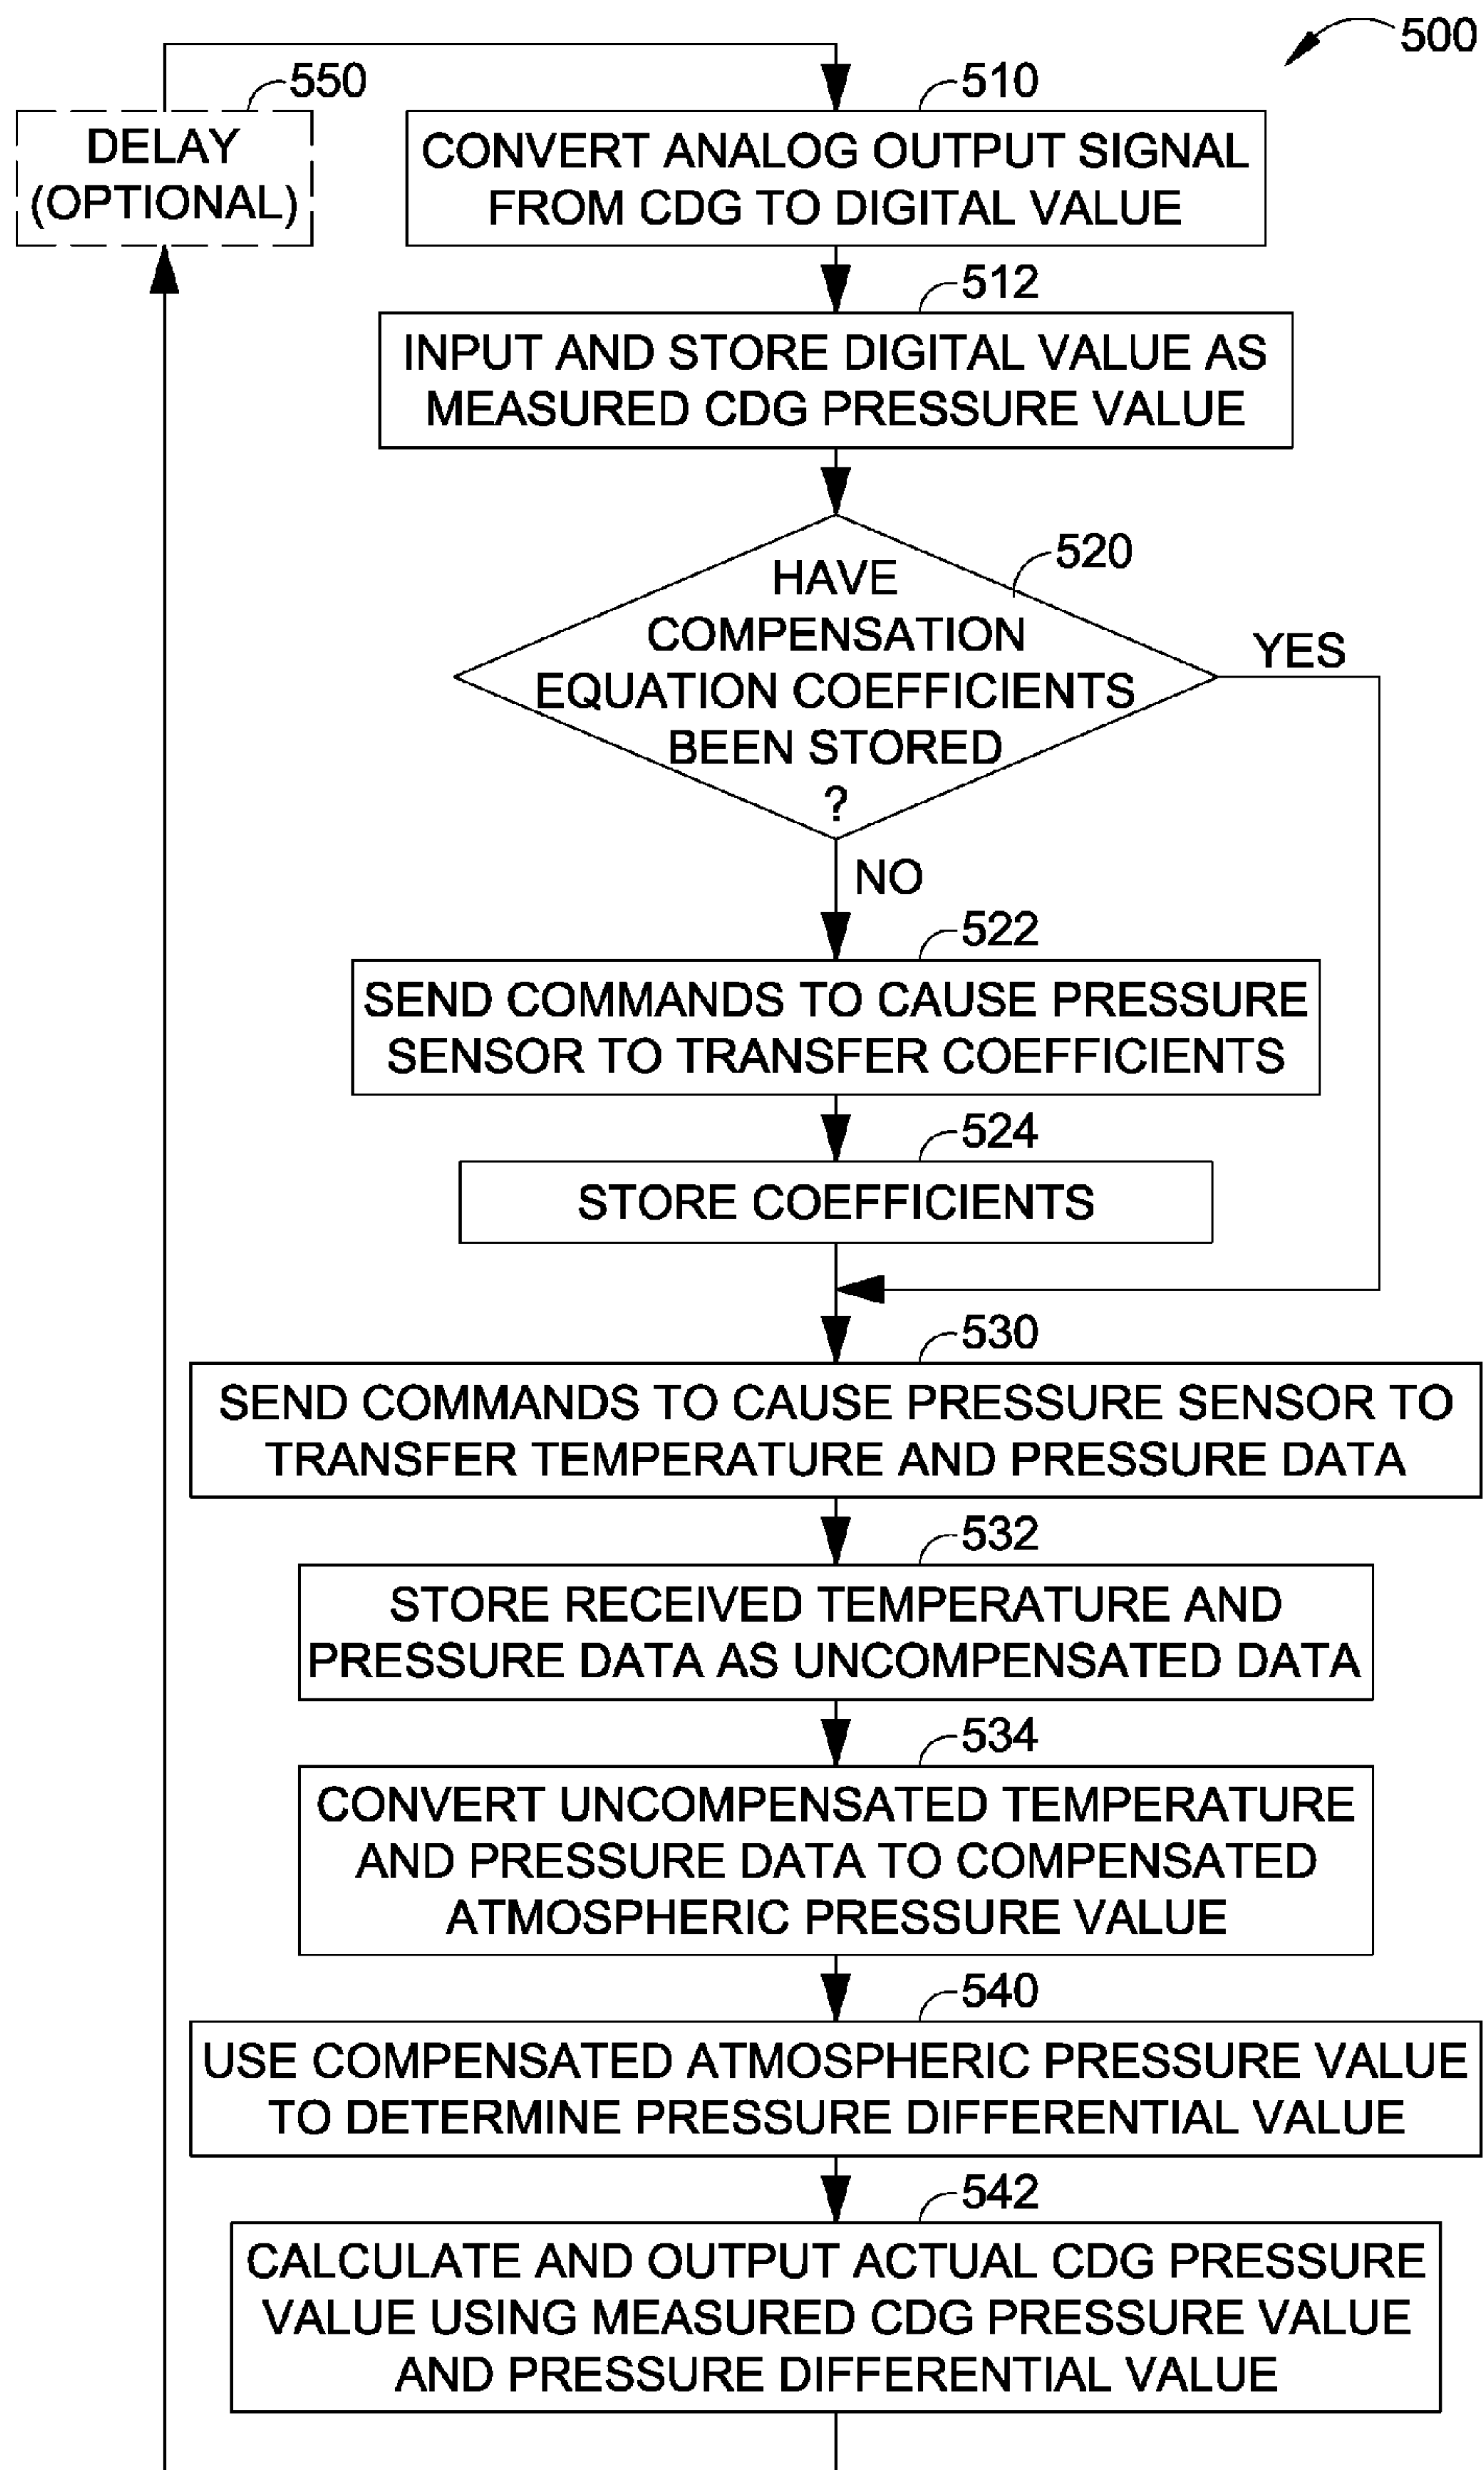 500
550
DELAY
(OPTIONAL)
510
CONVERT ANALOG OUTPUT SIGNAL
FROM CDG TO DIGITAL VALUE
512
INPUT AND STORE DIGITAL VALUE AS
MEASURED CDG PRESSURE VALUE
520
HAVE
COMPENSATION
EQUATION COEFFICIENTS
BEEN STORED
?
YES
NO
522
SEND COMMANDS TO CAUSE PRESSURE
SENSOR TO TRANSFER COEFFICIENTS
524
STORE COEFFICIENTS
530
SEND COMMANDS TO CAUSE PRESSURE SENSOR TO
TRANSFER TEMPERATURE AND PRESSURE DATA
532
STORE RECEIVED TEMPERATURE AND
PRESSURE DATA AS UNCOMPENSATED DATA
534
CONVERT UNCOMPENSATED TEMPERATURE
AND PRESSURE DATA TO COMPENSATED
ATMOSPHERIC PRESSURE VALUE
540
USE COMPENSATED ATMOSPHERIC PRESSURE VALUE
TO DETERMINE PRESSURE DIFFERENTIAL VALUE
542
CALCULATE AND OUTPUT ACTUAL CDG PRESSURE
VALUE USING MEASURED CDG PRESSURE VALUE
AND PRESSURE DIFFERENTIAL VALUE